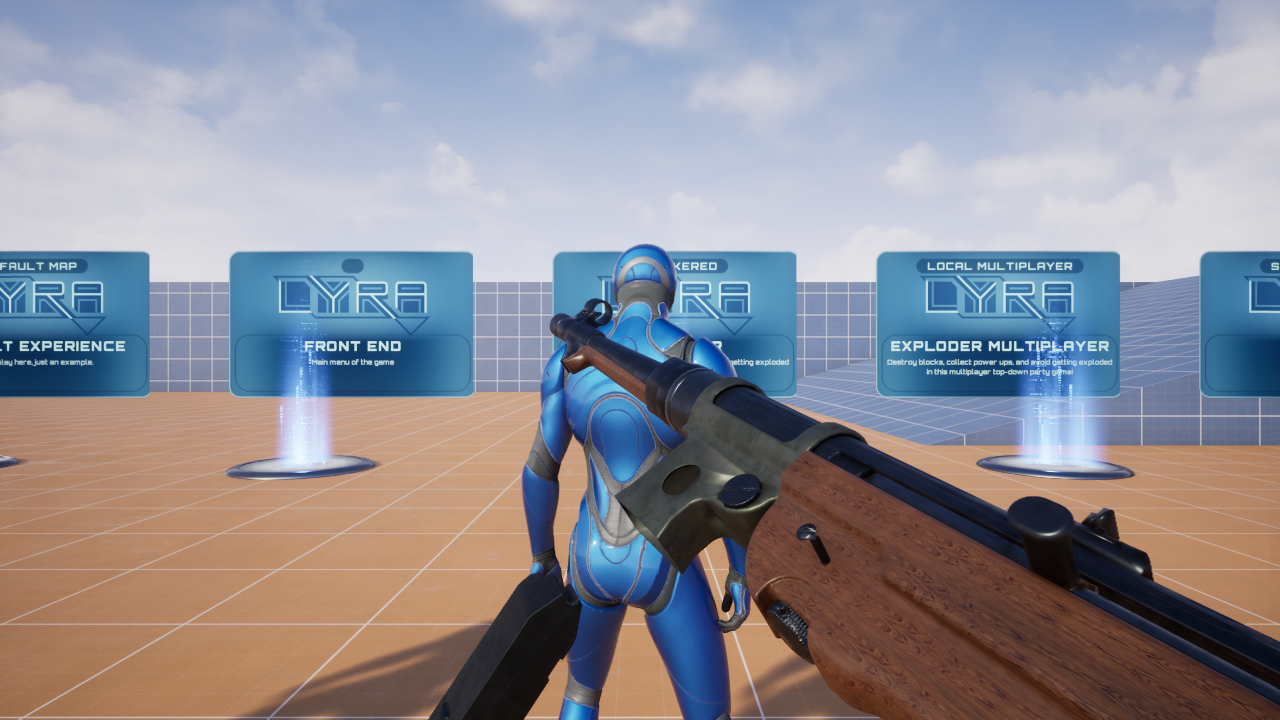 FAULT MAP
YRA
LT EXPERIENCE
lay here, just an example.
LYRA
FRONT END
Main menu of the game
KERED
RA
R
getting exploded
LOCAL MULTIPLAYER
LYRA
EXPLODER MULTIPLAYER
Destroy blocks, collect power ups, and avoid getting exploded
in this multiplayer top-down party game!
S
L